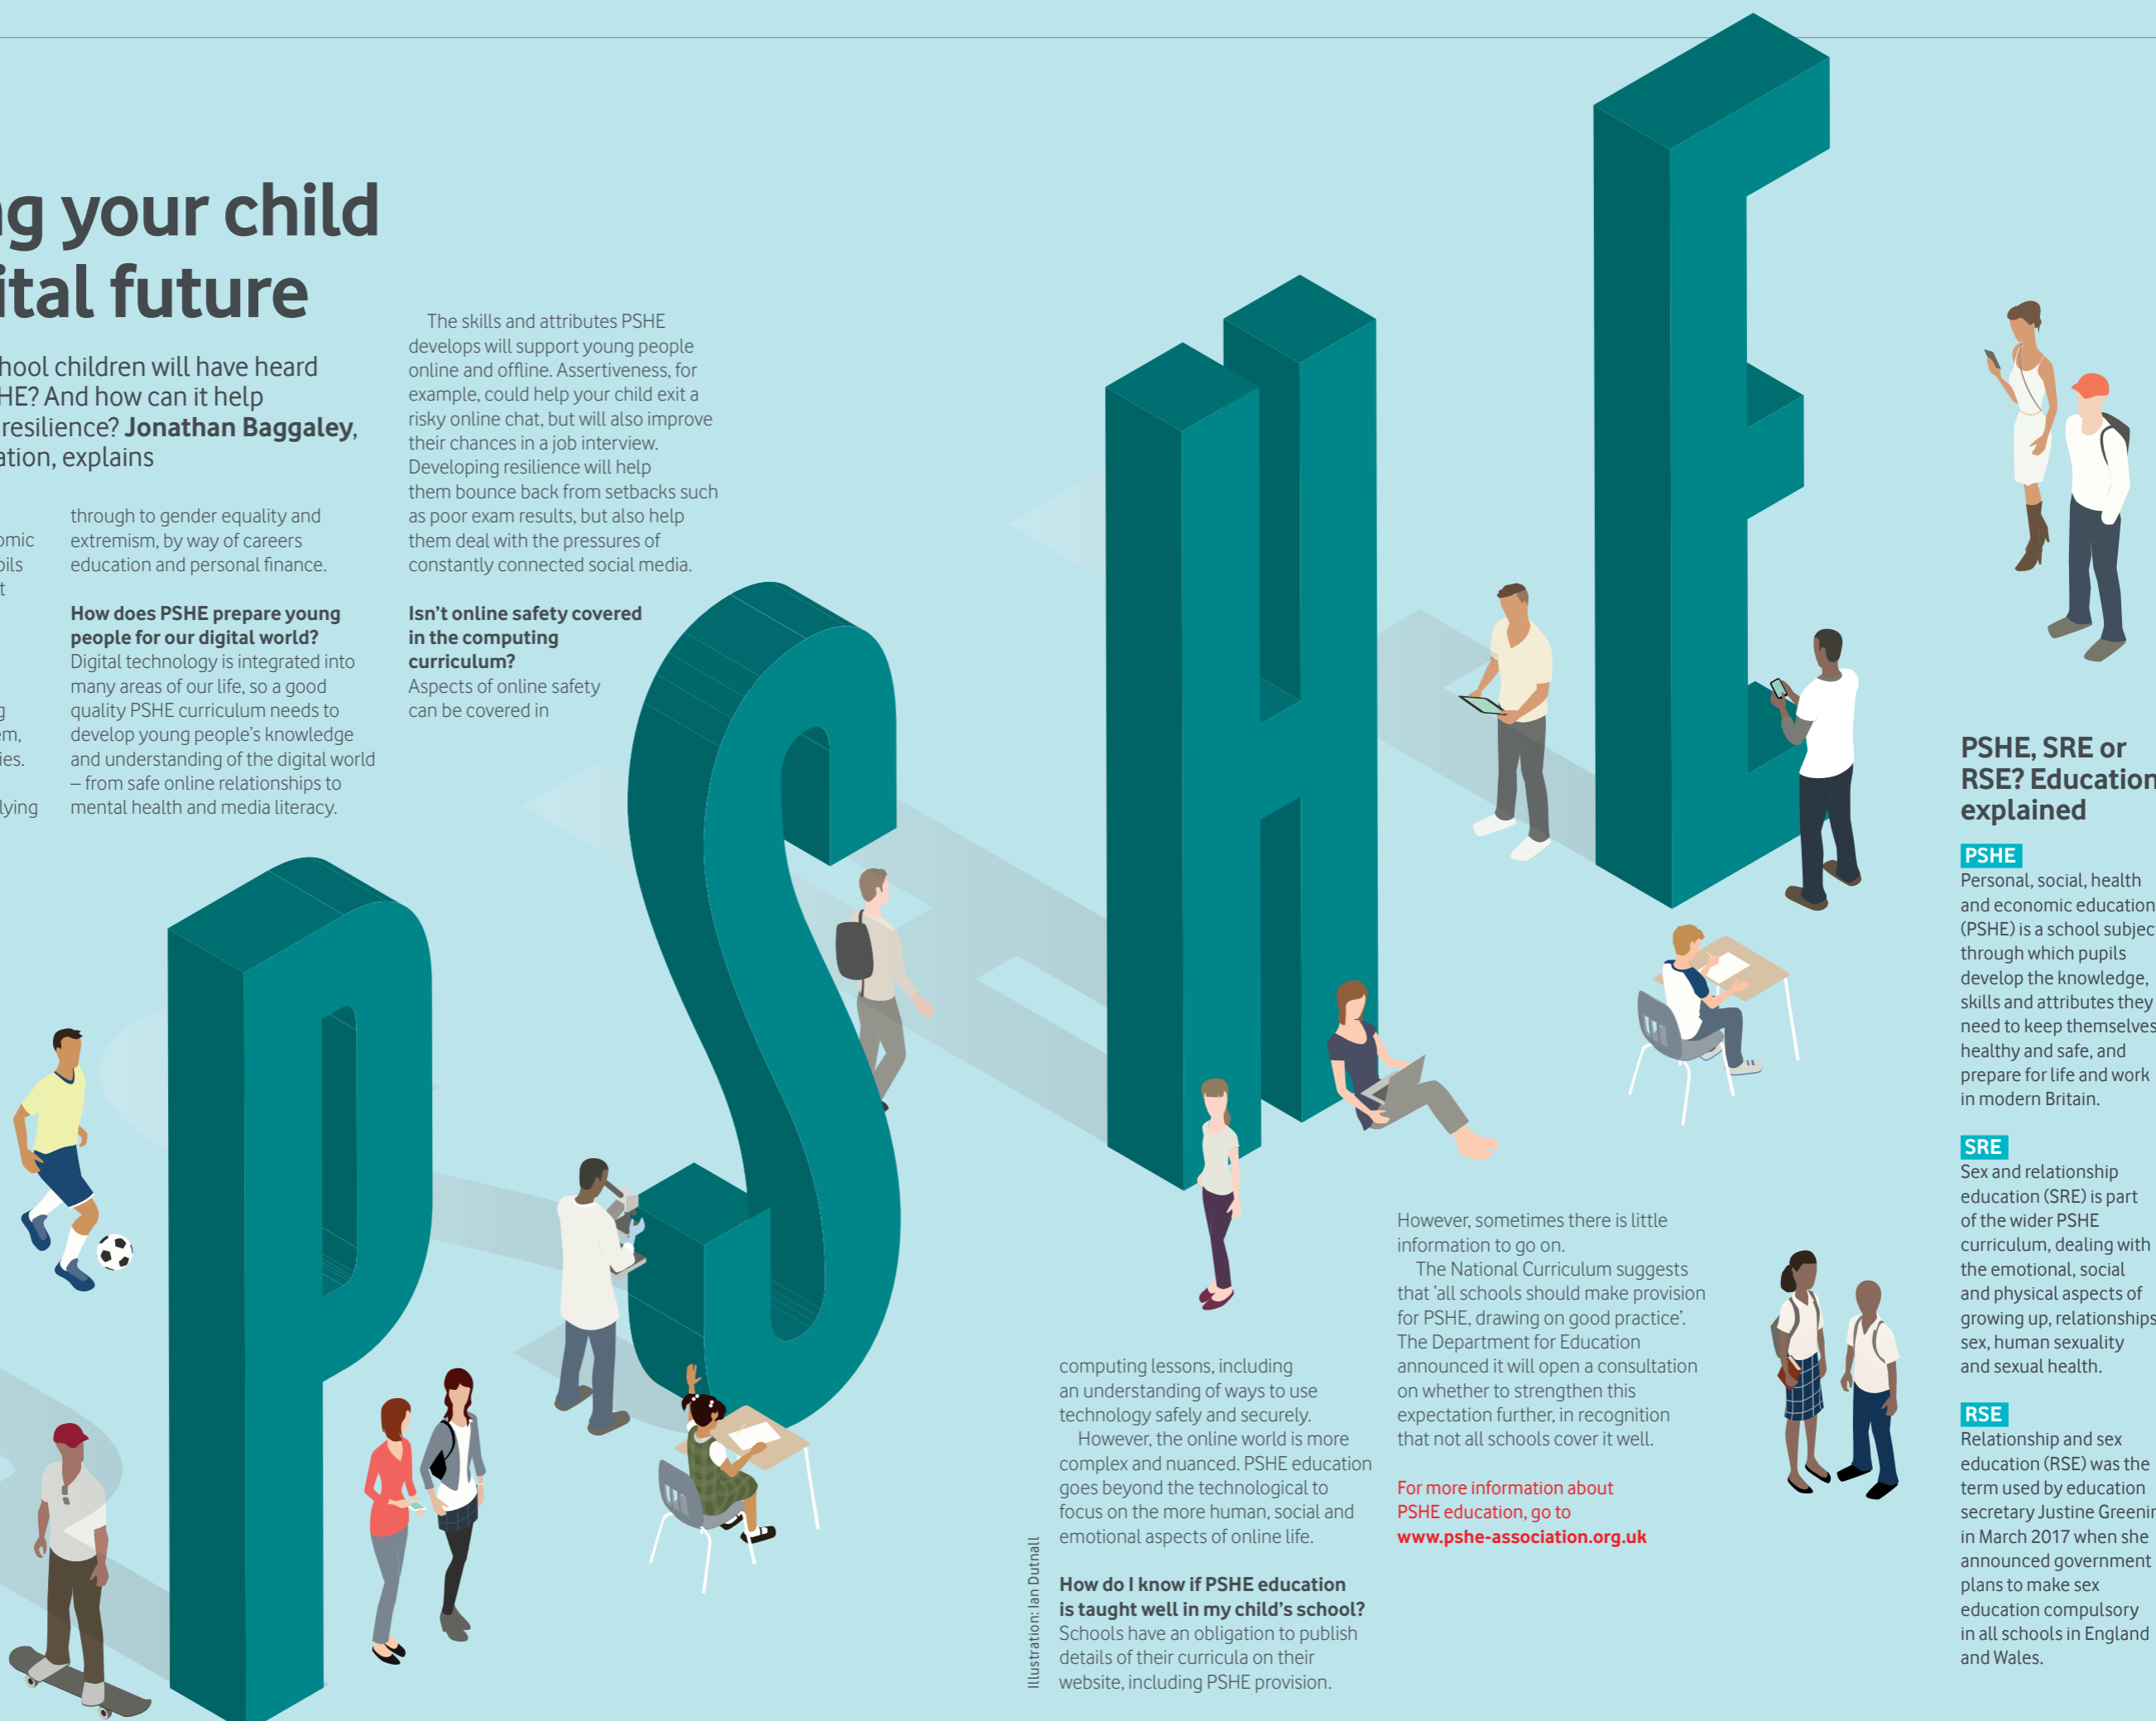 your child
future
children will have heard
And how can it help
resilience? Jonathan Baggaley,
explains
through to gender equality and
extremism, by way of careers
education and personal finance.
How does PSHE prepare young
people for our digital world?
Digital technology is integrated into
many areas of our life, so a good
quality PSHE curriculum needs to
develop young people's knowledge
and understanding of the digital world
– from safe online relationships to
mental health and media literacy.
The skills and attributes PSHE
develops will support young people
online and offline. Assertiveness, for
example, could help your child exit a
risky online chat, but will also improve
their chances in a job interview.
Developing resilience will help
them bounce back from setbacks such
as poor exam results, but also help
them deal with the pressures of
constantly connected social media.
Isn't online safety covered
in the computing
curriculum?
Aspects of online safety
can be covered in
PSHE
computing lessons, including
an understanding of ways to use
technology safely and securely.
However, the online world is more
complex and nuanced. PSHE education
goes beyond the technological to
focus on the more human, social and
emotional aspects of online life.
How do I know if PSHE education
is taught well in my child's school?
Schools have an obligation to publish
details of their curricula on their
website, including PSHE provision.
However, sometimes there is little
information to go on.
The National Curriculum suggests
that 'all schools should make provision
for PSHE, drawing on good practice'.
The Department for Education
announced it will open a consultation
on whether to strengthen this
expectation further, in recognition
that not all schools cover it well.
For more information about
PSHE education, go to
www.pshe-association.org.uk
Illustration: Ian Dutnall
PSHE, SRE or
RSE? Education
explained
PSHE
Personal, social, health
and economic education
(PSHE) is a school
through which pupils
develop the knowledge,
skills and attributes they
need to keep themselves
healthy and safe, and
prepare for life and work
in modern Britain.
SRE
Sex and relationship
education (SRE) is part
of the wider PSHE
curriculum, dealing with
the emotional, social
and physical aspects of
growing up, relationships
sex, human sexuality
and sexual health.
RSE
Relationship and sex
education (RSE) was the
term used by education
secretary Justine
in March 2017 when she
announced government
plans to make sex
education compulsory
in all schools in England
and Wales.